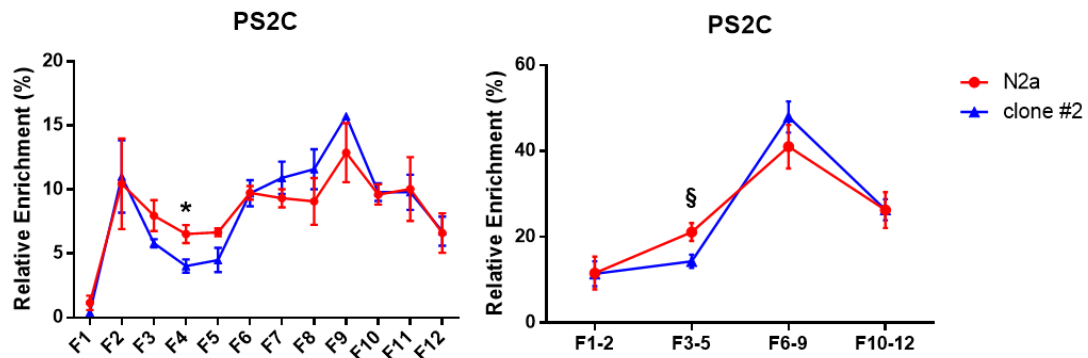 PS2C
Relative Enrichment (%)
20
15
10
5
0
*
F1 F2 F3 F4 F5 F6 F7 F8 F9 F10 F11 F12
PS2C
Relative Enrichment (%)
60
40
20
0
§
F1-2 F3-5 F6-9 F10-12
N2a
clone #2